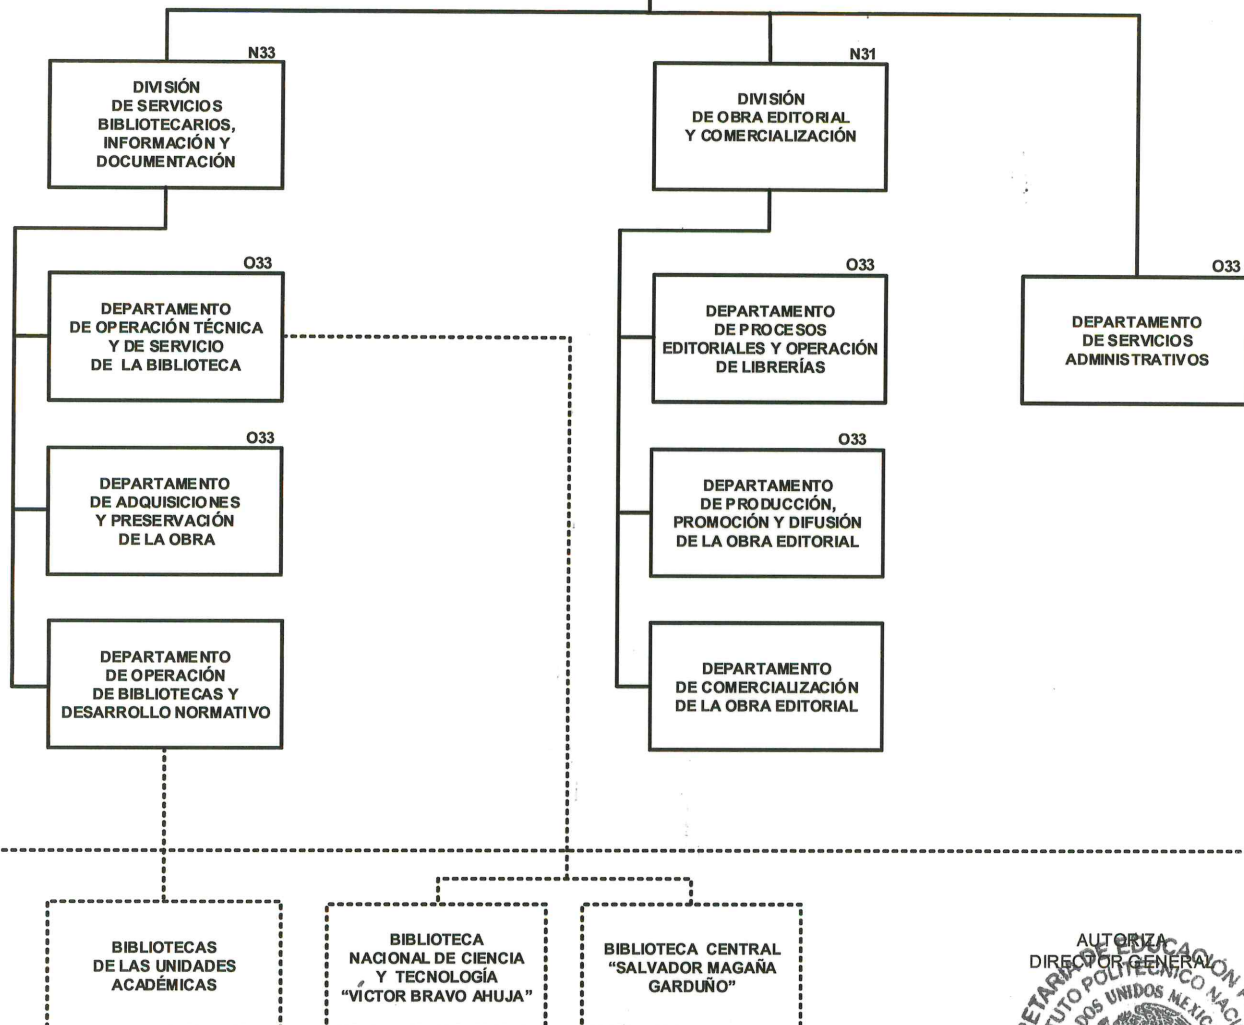 N33
DIVISIÓN
DE SERVICIOS
BIBLIOTECARIOS,
INFORMACIÓN Y
DOCUMENTACIÓN
N31
DIVISIÓN
DE OBRA EDITORIAL
Y COMERCIALIZACIÓN
O33
DEPARTAMENTO
DE OPERACIÓN TÉCNICA
Y DE SERVICIO
DE LA BIBLIOTECA
O33
DEPARTAMENTO
DE PROCESOS
EDITORIALES Y OPERACIÓN
DE LIBRERÍAS
O33
DEPARTAMENTO
DE SERVICIOS
ADMINISTRATIVOS
O33
DEPARTAMENTO
DE ADQUISICIONES
Y PRESERVACIÓN
DE LA OBRA
O33
DEPARTAMENTO
DE PRODUCCIÓN,
PROMOCIÓN Y DIFUSIÓN
DE LA OBRA EDITORIAL
DEPARTAMENTO
DE OPERACIÓN
DE BIBLIOTECAS Y
DESARROLLO NORMATIVO
DEPARTAMENTO
DE COMERCIALIZACIÓN
DE LA OBRA EDITORIAL
BIBLIOTECAS
DE LAS UNIDADES
ACADÉMICAS
BIBLIOTECA
NACIONAL DE CIENCIA
Y TECNOLOGÍA
"VÍCTOR BRAVO AHUJA"
BIBLIOTECA CENTRAL
"SALVADOR MAGAÑA
GARDUÑO"
AUTORIZA
DIRECTOR GENERAL
DE EDUCACIÓN
POLITÉCNICO
UNIDOS